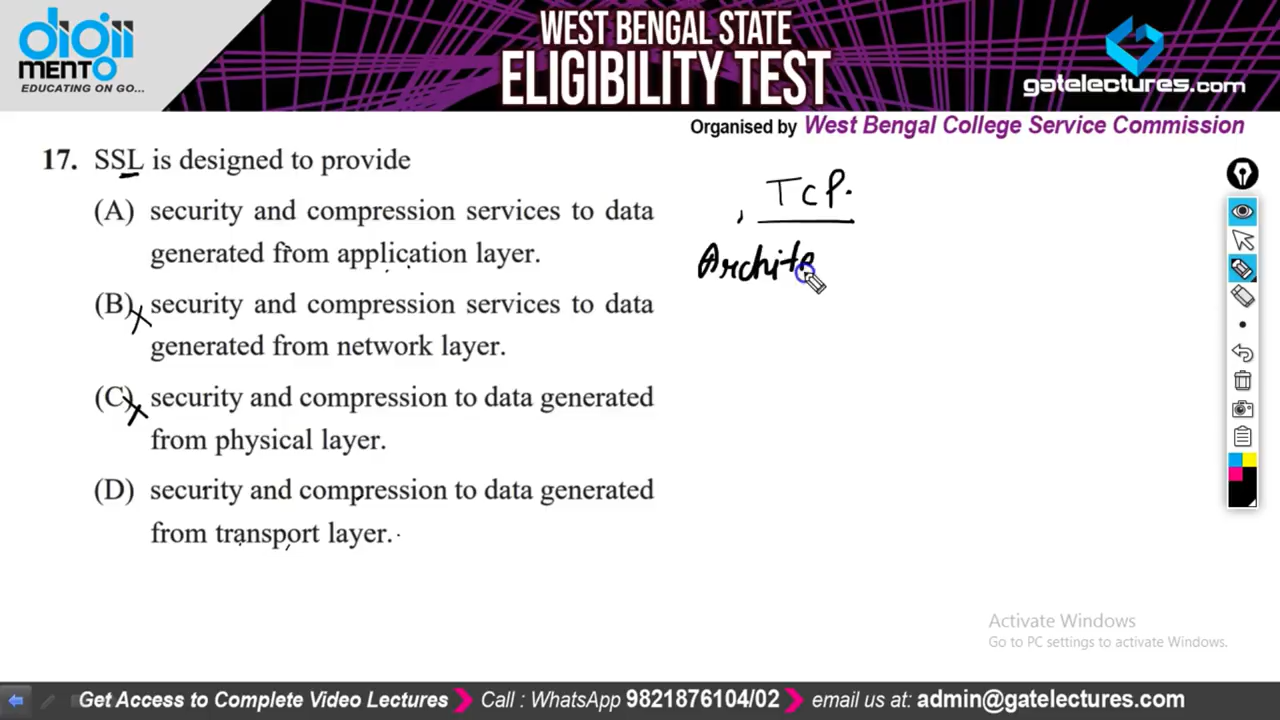 digii
MENTO
EDUCATING ON GO...
WEST BENGAL STATE
ELIGIBILITY TEST
gatelectures.com
Organised by West Bengal College Service Commission
17. SSL is designed to provide
(A) security and compression services to data
generated from application layer.
(B) security and compression services to data
generated from network layer.
(C) security and compression to data generated
from physical layer.
(D) security and compression to data generated
from transport layer.
TCP.
Archite
Activate Windows
Go to PC settings to activate Windows.
Get Access to Complete Video Lectures
Call : WhatsApp 9821876104/02
email us at: admin@gatelectures.com